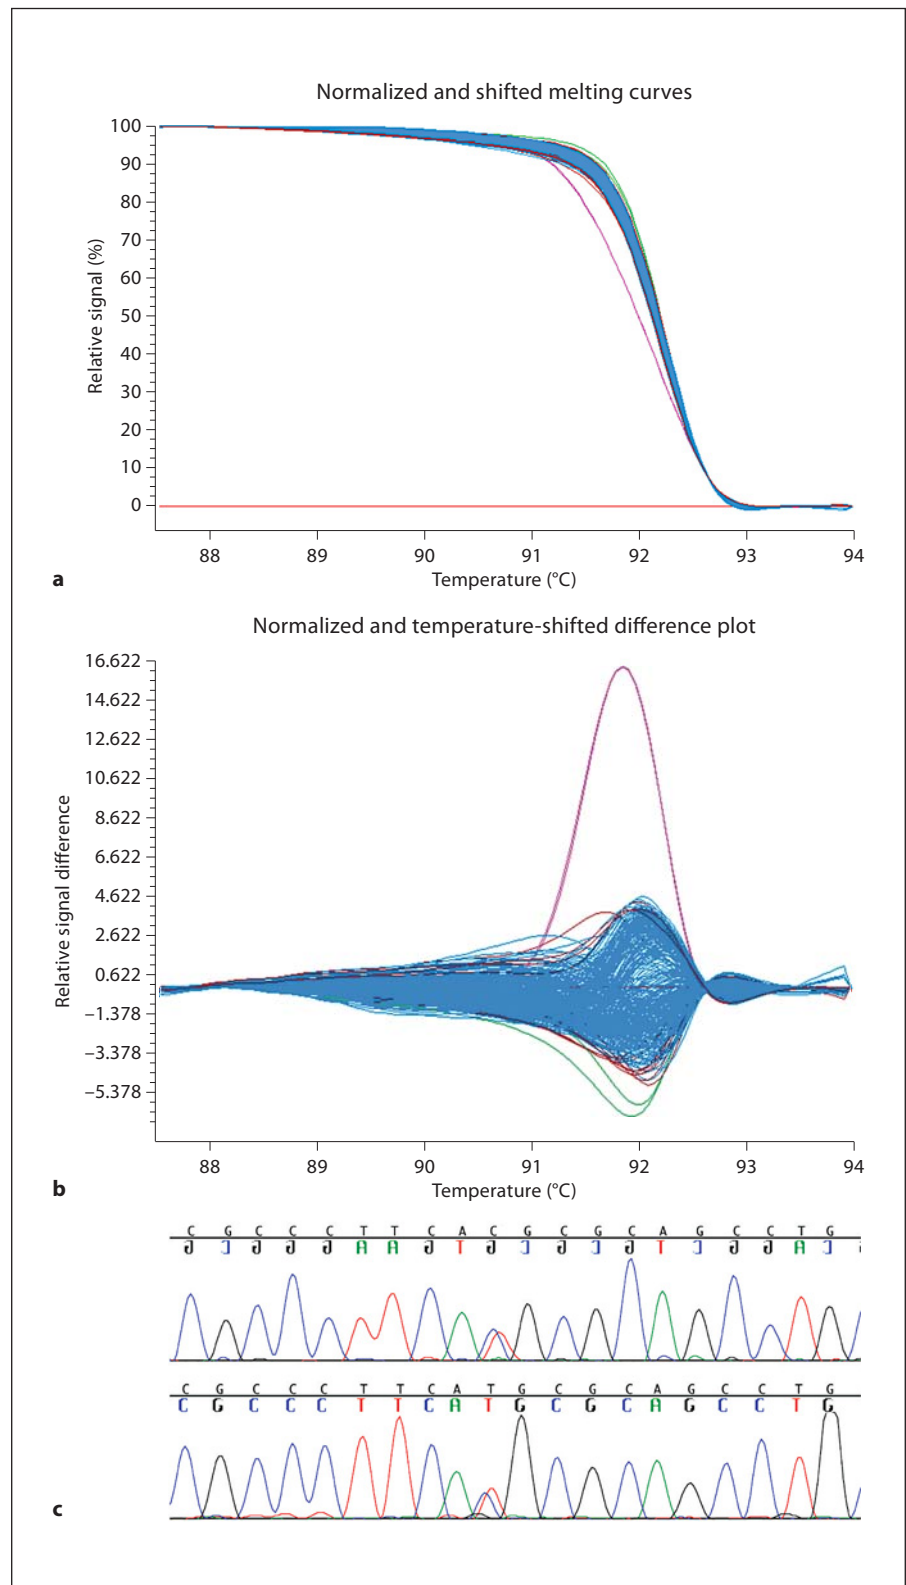 Normalized and shifted melting curves
100
90
80
70
60
50
40
30
20
10
0
Relative signal (%)
88 89 90 91 92 93 94
Temperature (°C)
a
Normalized and temperature-shifted difference plot
16.622
14.622
12.622
10.622
8.622
6.622
4.622
2.622
0.622
−1.378
−3.378
−5.378
Relative signal difference
88 89 90 91 92 93 94
Temperature (°C)
b
C G C C C T T C A C G C G C A G C C T G
G C G G G A A G T G C G C G T C G G A C
C G C C C T T C A T G C G C A G C C T G
C G C C C T T C A T G C G C A G C C T G
c